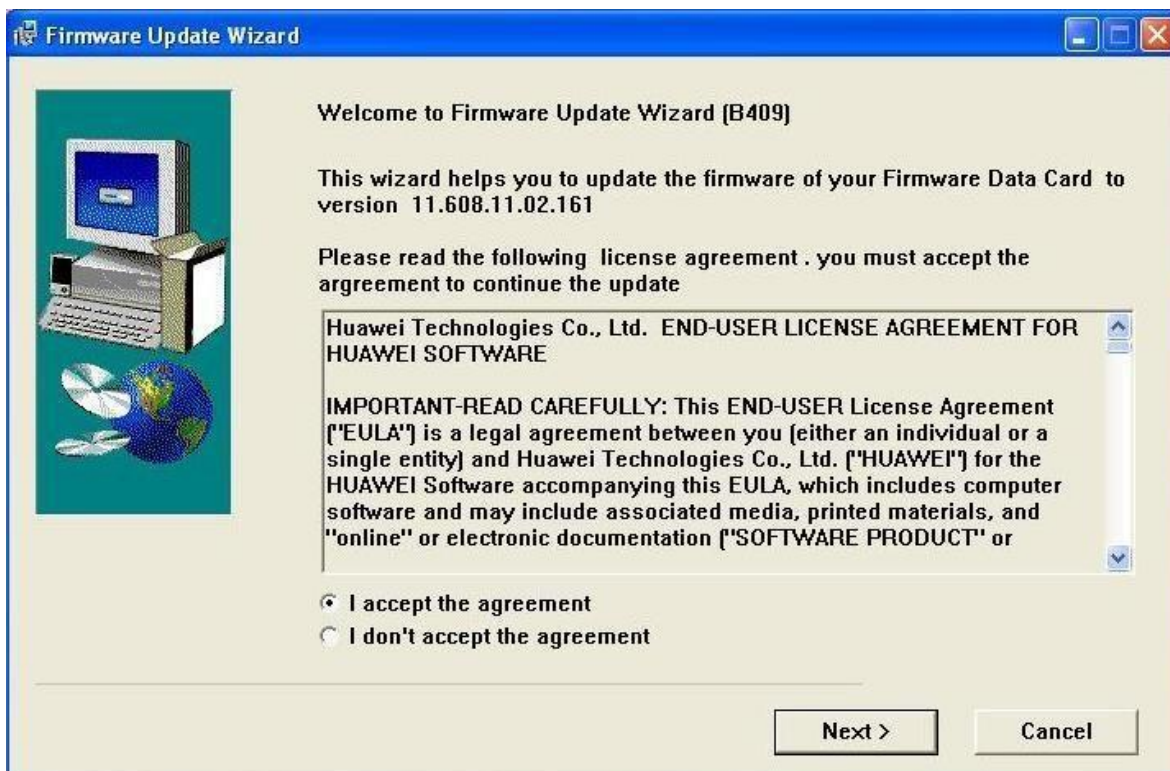 Firmware Update Wizard
Welcome to Firmware Update Wizard (B409)
This wizard helps you to update the firmware of your Firmware Data Card  to
version  11.608.11.02.161
Please read the following  license agreement . you must accept the
argreement to continue the update
Huawei Technologies Co., Ltd.  END-USER LICENSE AGREEMENT FOR
HUAWEI SOFTWARE
IMPORTANT-READ CAREFULLY: This END-USER License Agreement
("EULA") is a legal agreement between you (either an individual or a
single entity) and Huawei Technologies Co., Ltd. ("HUAWEI") for the
HUAWEI Software accompanying this EULA, which includes computer
software and may include associated media, printed materials, and
"online" or electronic documentation ("SOFTWARE PRODUCT" or
I accept the agreement
I don't accept the agreement
Next >
Cancel